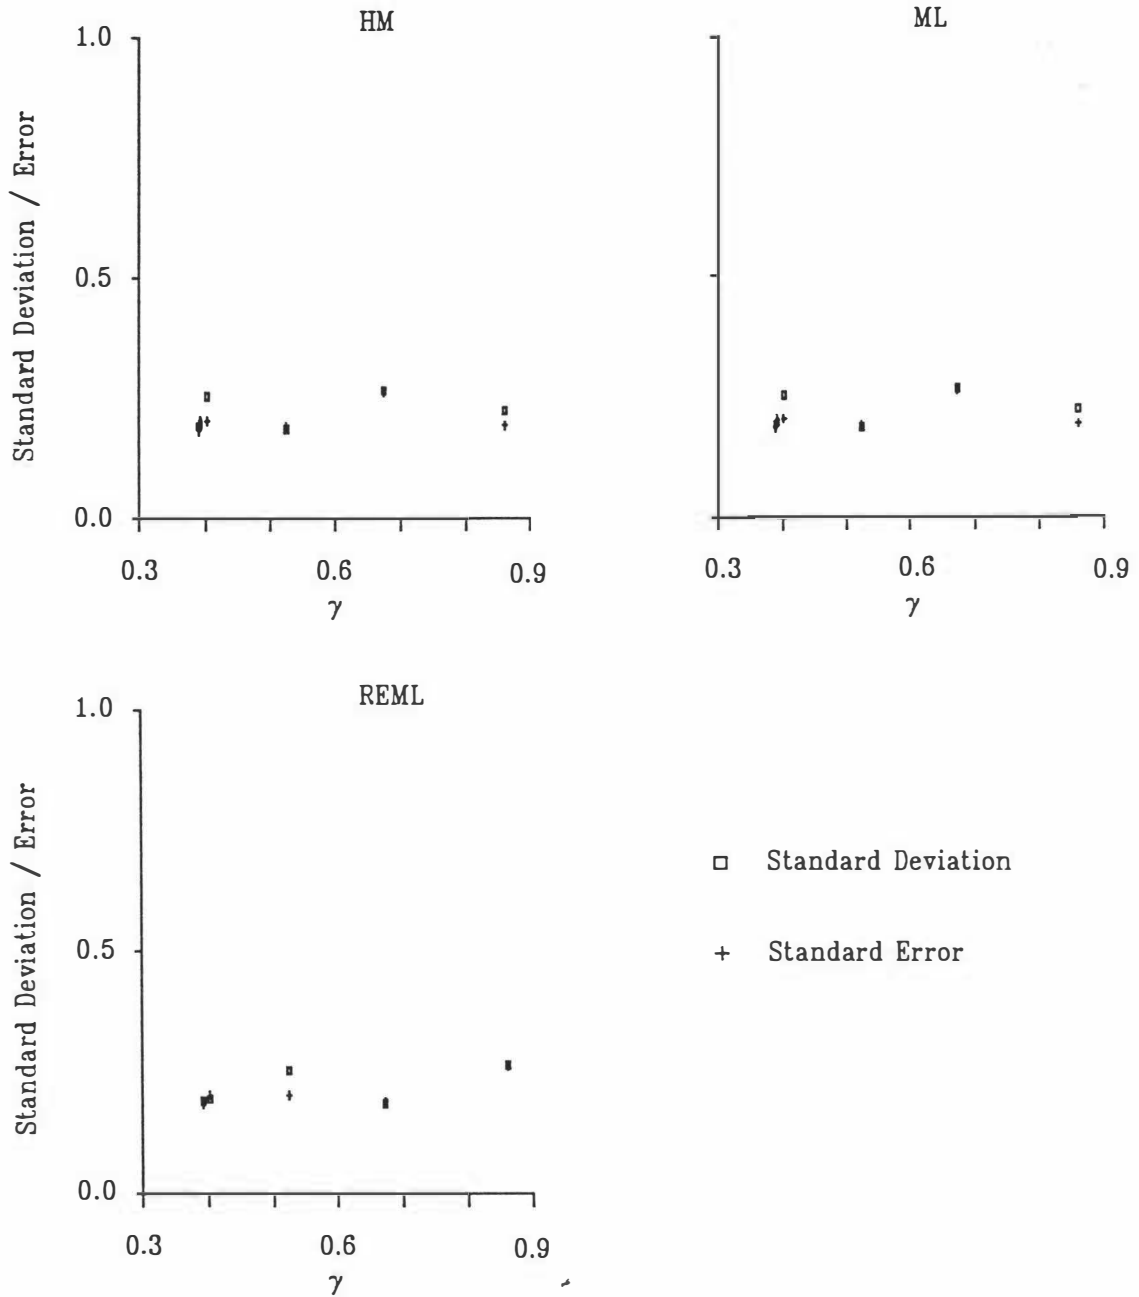 HM
1.0
0.5
0.0
Standard Deviation / Error
0.3
0.6
0.9
γ
ML
0.3
0.6
0.9
γ
REML
1.0
0.5
0.0
Standard Deviation / Error
0.3
0.6
0.9
γ
Standard Deviation
Standard Error